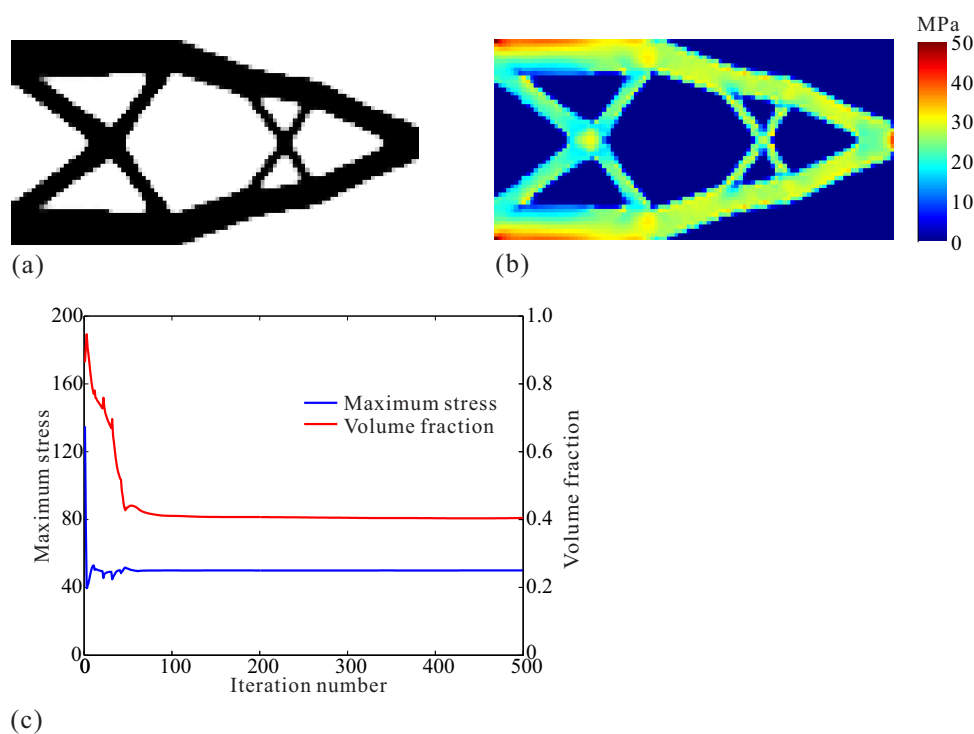 MPa
50
40
30
20
10
0
(a)
(b)
200
160
120
80
40
0
Maximum stress
1.0
0.8
0.6
0.4
0.2
0
Volume fraction
Maximum stress
Volume fraction
0
100
200
300
400
500
Iteration number
(c)